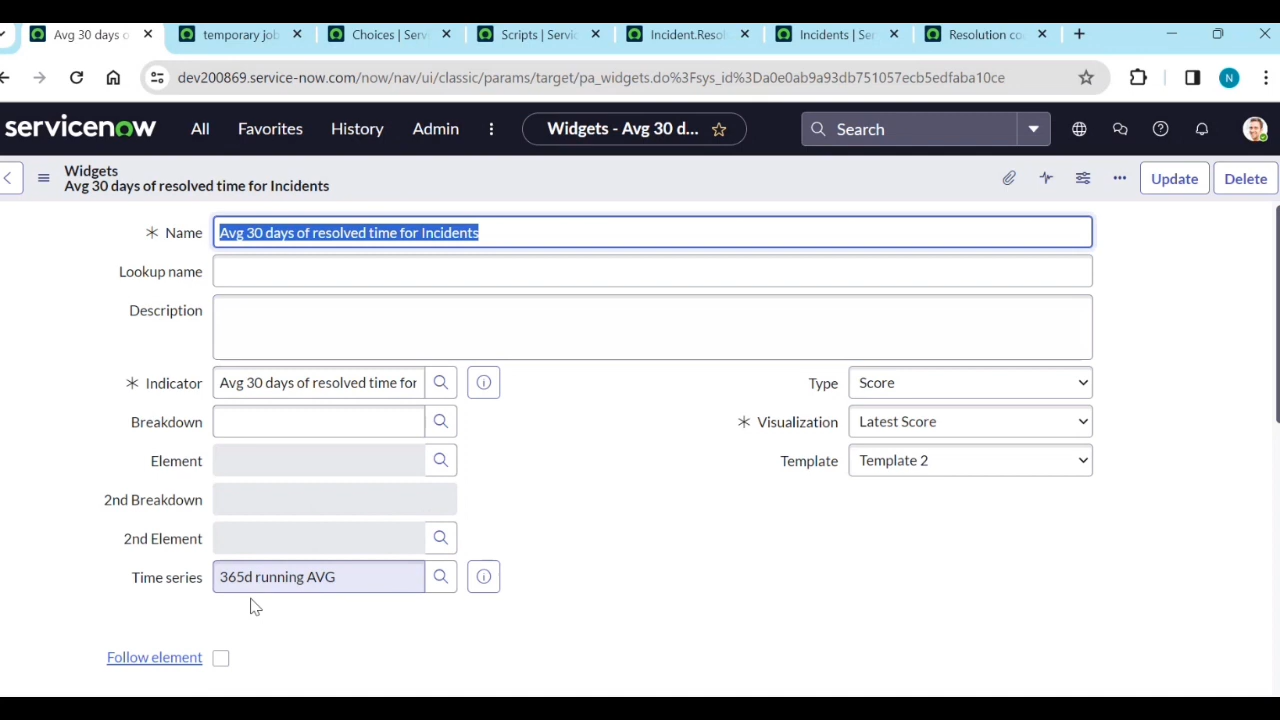 Avg 30 days o
temporary job
Choices | Servi
Scripts | Servic
Incident.Resol
Incidents | Ser
Resolution co
dev200869.service-now.com/now/nav/ui/classic/params/target/pa_widgets.do%3Fsys_id%3Da0e0ab9a93db751057ecb5edfaba10ce
N
servicenow
All
Favorites
History
Admin
Widgets - Avg 30 d...
Search
Widgets
Avg 30 days of resolved time for Incidents
Update
Delete
Name
Avg 30 days of resolved time for Incidents
Lookup name
Description
Indicator
Avg 30 days of resolved time for
Type
Score
Breakdown
Visualization
Latest Score
Element
Template
Template 2
2nd Breakdown
2nd Element
Time series
365d running AVG
Follow element